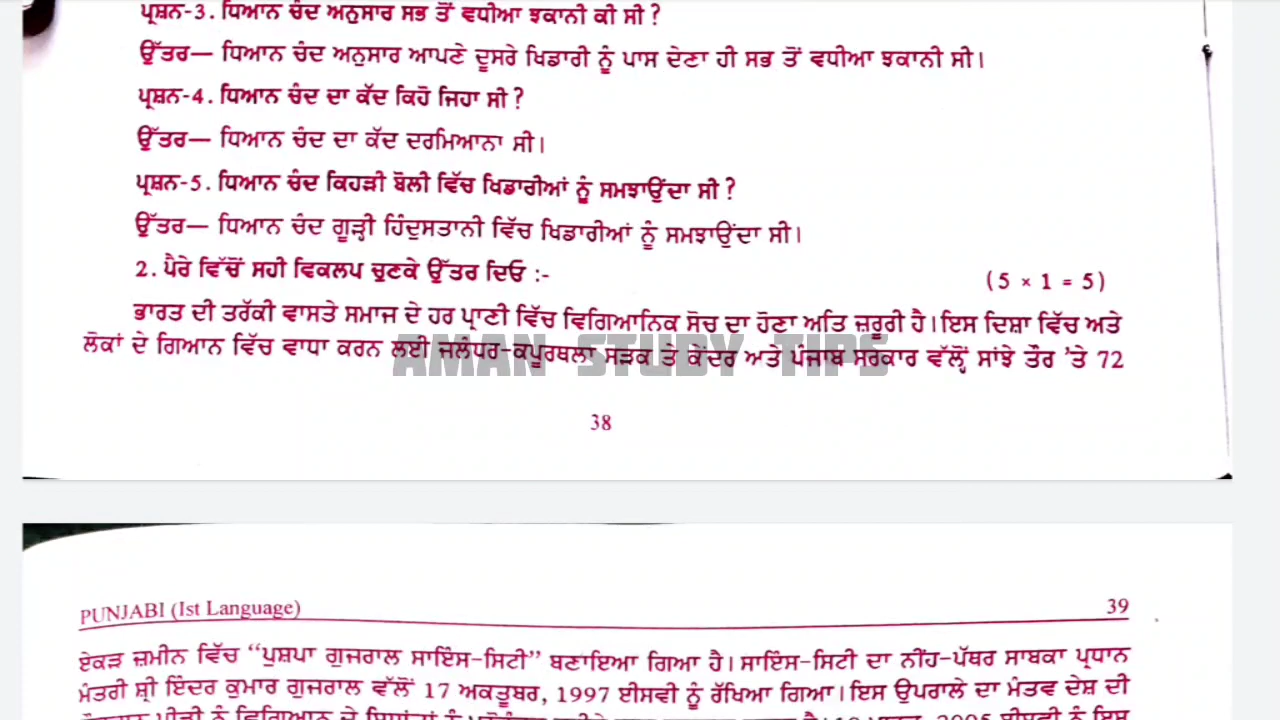 ਪ੍ਰਸ਼ਨ-3. ਧਿਆਨ ਚੰਦ ਅਨੁਸਾਰ ਸਭ ਤੋਂ ਵਧੀਆ ਝਕਾਨੀ ਕੀ ਸੀ ?
ਉੱਤਰ— ਧਿਆਨ ਚੰਦ ਅਨੁਸਾਰ ਆਪਣੇ ਦੂਸਰੇ ਖਿਡਾਰੀ ਨੂੰ ਪਾਸ ਦੇਣਾ ਹੀ ਸਭ ਤੋਂ ਵਧੀਆ ਝਕਾਨੀ ਸੀ।
ਪ੍ਰਸ਼ਨ-4. ਧਿਆਨ ਚੰਦ ਦਾ ਕੱਦ ਕਿਹੋ ਜਿਹਾ ਸੀ ?
ਉੱਤਰ— ਧਿਆਨ ਚੰਦ ਦਾ ਕੱਦ ਦਰਮਿਆਨਾ ਸੀ।
ਪ੍ਰਸ਼ਨ-5. ਧਿਆਨ ਚੰਦ ਕਿਹੜੀ ਬੋਲੀ ਵਿੱਚ ਖਿਡਾਰੀਆਂ ਨੂੰ ਸਮਝਾਉਂਦਾ ਸੀ ?
ਉੱਤਰ— ਧਿਆਨ ਚੰਦ ਗੂੜ੍ਹੀ ਹਿੰਦੁਸਤਾਨੀ ਵਿੱਚ ਖਿਡਾਰੀਆਂ ਨੂੰ ਸਮਝਾਉਂਦਾ ਸੀ।
2. ਪੈਰੇ ਵਿੱਚੋਂ ਸਹੀ ਵਿਕਲਪ ਚੁਣਕੇ ਉੱਤਰ ਦਿਓ :- (5 × 1 = 5)
ਭਾਰਤ ਦੀ ਤਰੱਕੀ ਵਾਸਤੇ ਸਮਾਜ ਦੇ ਹਰ ਪ੍ਰਾਣੀ ਵਿੱਚ ਵਿਗਿਆਨਿਕ ਸੋਚ ਦਾ ਹੋਣਾ ਅਤਿ ਜ਼ਰੂਰੀ ਹੈ।ਇਸ ਦਿਸ਼ਾ ਵਿੱਚ ਅਤੇ
ਲੋਕਾਂ ਦੇ ਗਿਆਨ ਵਿੱਚ ਵਾਧਾ ਕਰਨ ਲਈ ਜਲੰਧਰ-ਕਪੂਰਥਲਾ ਸੜਕ ਤੇ ਕੇਂਦਰ ਅਤੇ ਪੰਜਾਬ ਸਰਕਾਰ ਵੱਲੋਂ ਸਾਂਝੇ ਤੌਰ 'ਤੇ 72
AMAN STUDY TIPS
38
PUNJABI (Ist Language) 39
ਏਕੜ ਜ਼ਮੀਨ ਵਿੱਚ “ਪੁਸ਼ਪਾ ਗੁਜਰਾਲ ਸਾਇੰਸ-ਸਿਟੀ” ਬਣਾਇਆ ਗਿਆ ਹੈ। ਸਾਇੰਸ-ਸਿਟੀ ਦਾ ਨੀਂਹ-ਪੱਥਰ ਸਾਬਕਾ ਪ੍ਰਧਾਨ
ਮੰਤਰੀ ਸ਼੍ਰੀ ਇੰਦਰ ਕੁਮਾਰ ਗੁਜਰਾਲ ਵੱਲੋਂ 17 ਅਕਤੂਬਰ, 1997 ਈਸਵੀ ਨੂੰ ਰੱਖਿਆ ਗਿਆ।ਇਸ ਉਪਰਾਲੇ ਦਾ ਮੰਤਵ ਦੇਸ਼ ਦੀ